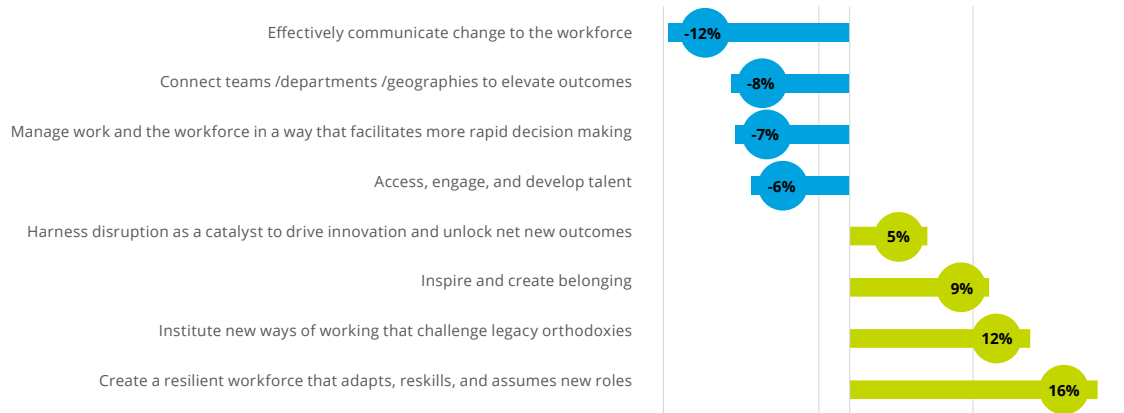 Effectively communicate change to the workforce
-12%
Connect teams /departments /geographies to elevate outcomes
-8%
Manage work and the workforce in a way that facilitates more rapid decision making
-7%
Access, engage, and develop talent
-6%
Harness disruption as a catalyst to drive innovation and unlock net new outcomes
5%
Inspire and create belonging
9%
Institute new ways of working that challenge legacy orthodoxies
12%
Create a resilient workforce that adapts, reskills, and assumes new roles
16%